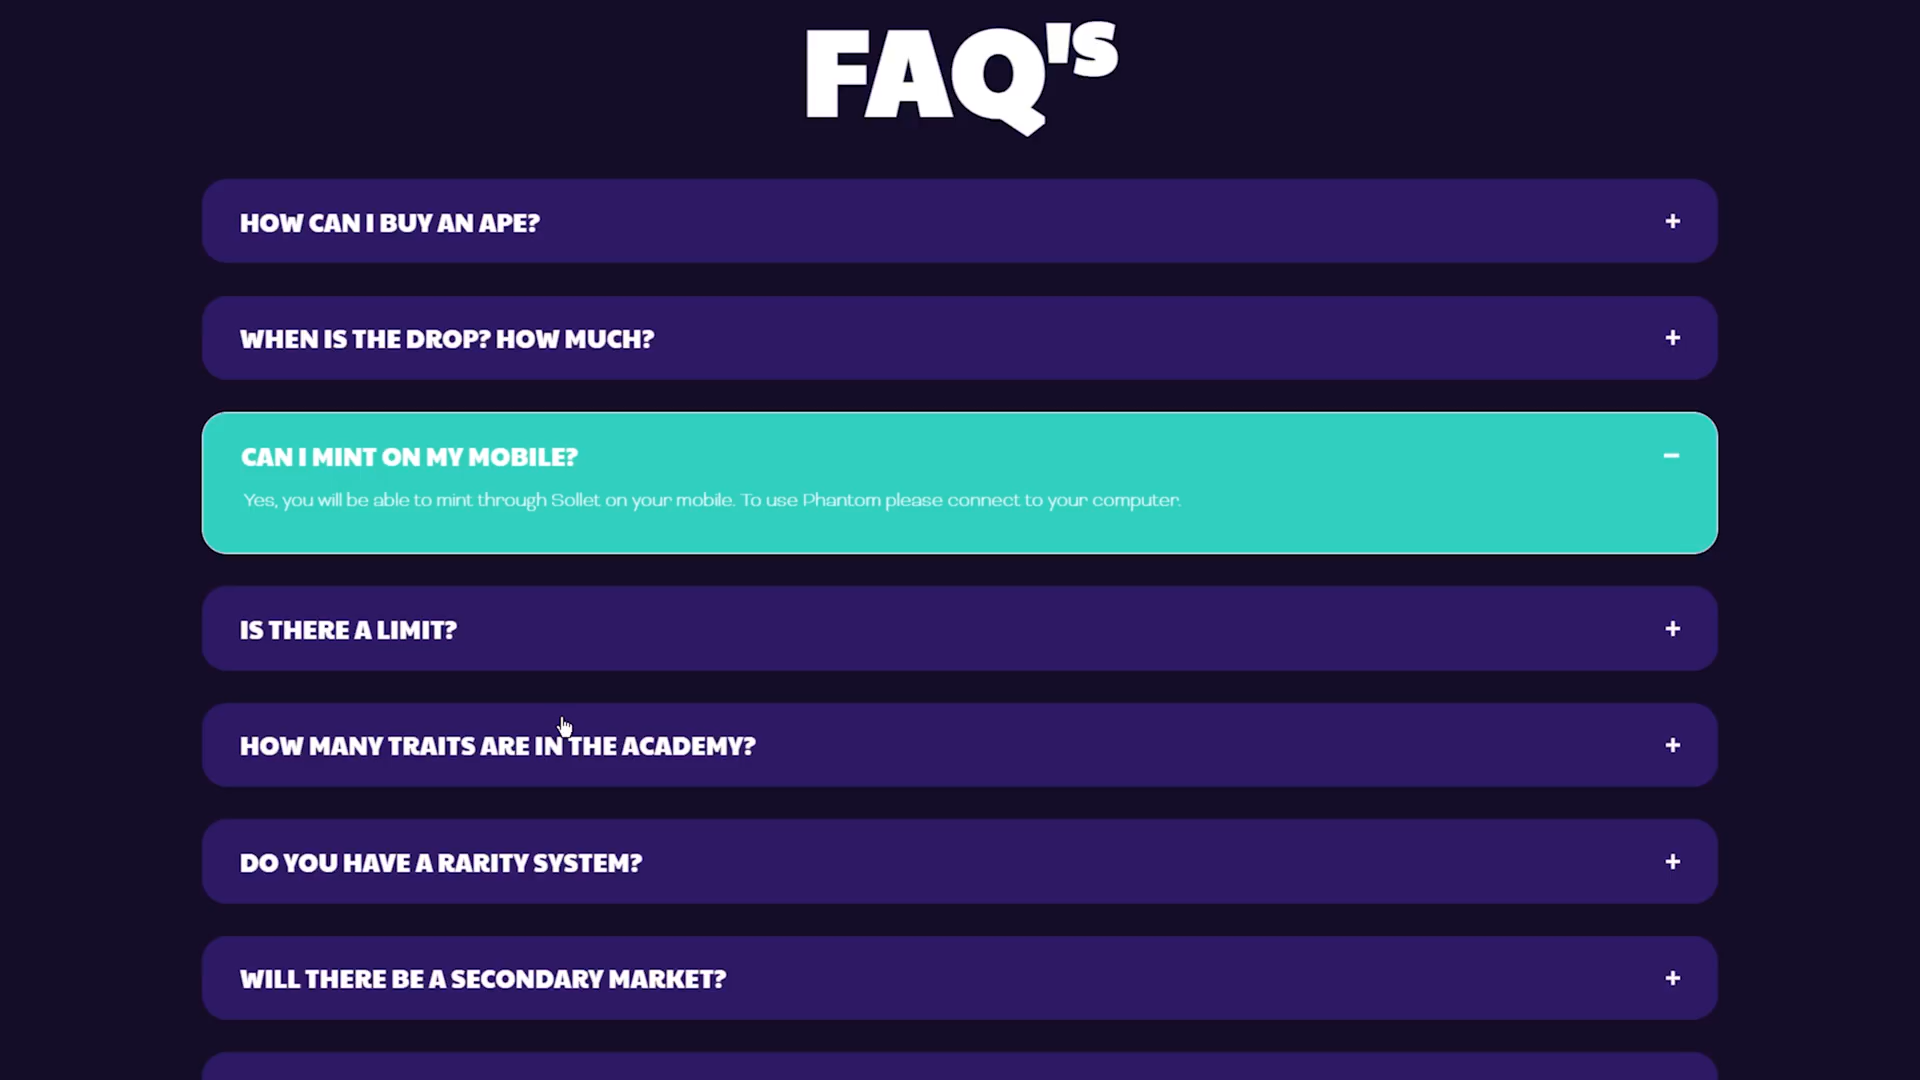 FAQ'S
HOW CAN I BUY AN APE?
+
WHEN IS THE DROP? HOW MUCH?
+
CAN I MINT ON MY MOBILE?
−
Yes, you will be able to mint through Sollet on your mobile. To use Phantom please connect to your computer.
IS THERE A LIMIT?
+
HOW MANY TRAITS ARE IN THE ACADEMY?
+
DO YOU HAVE A RARITY SYSTEM?
+
WILL THERE BE A SECONDARY MARKET?
+